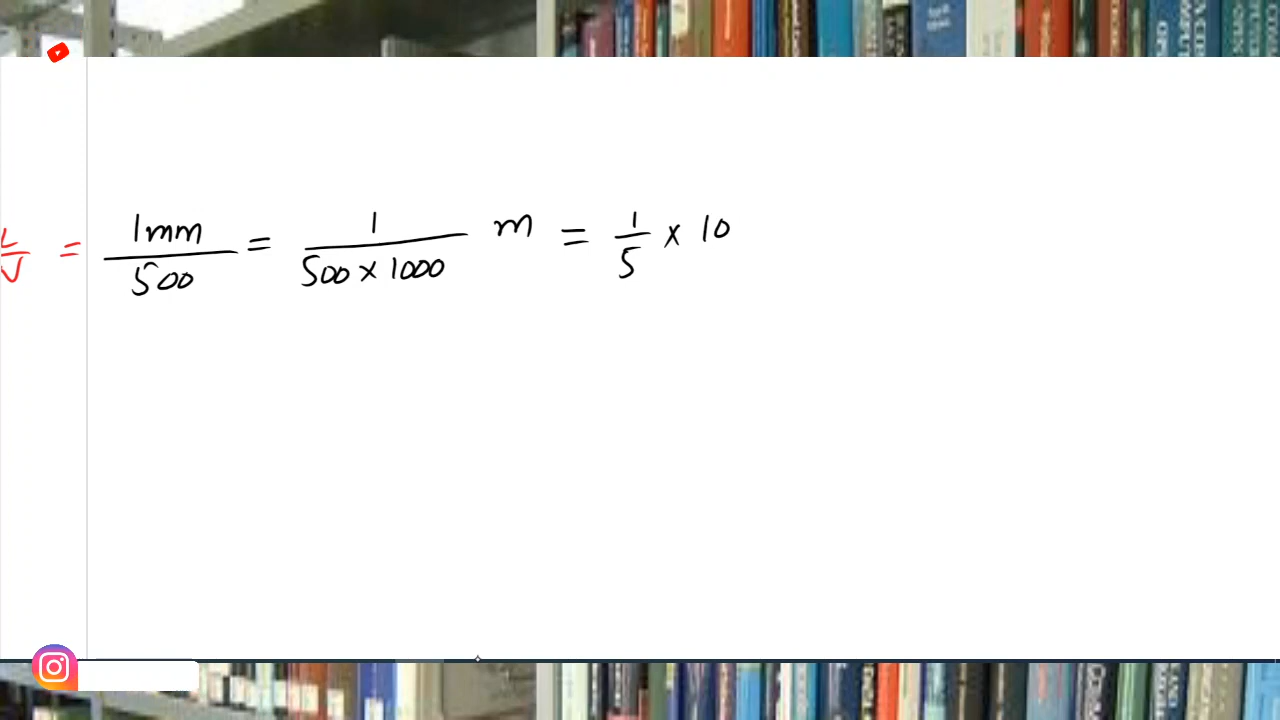 = 1mm/500 = 1/(500 × 1000) m = 1/5 × 10